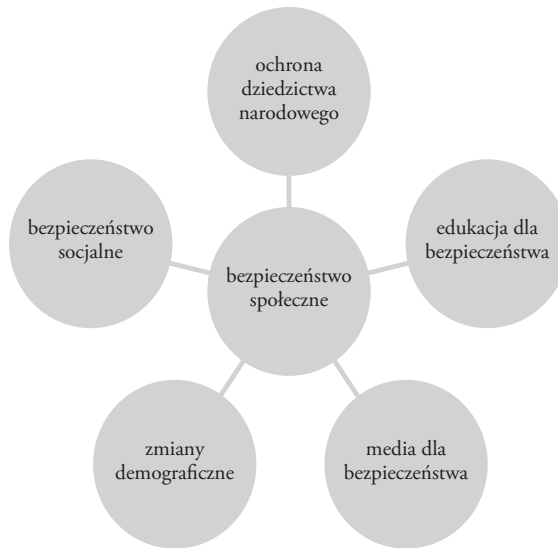 ochrona
dziedzictwa
narodowego
bezpieczeństwo
socjalne
edukacja dla
bezpieczeństwa
bezpieczeństwo
społeczne
zmiany
demograficzne
media dla
bezpieczeństwa